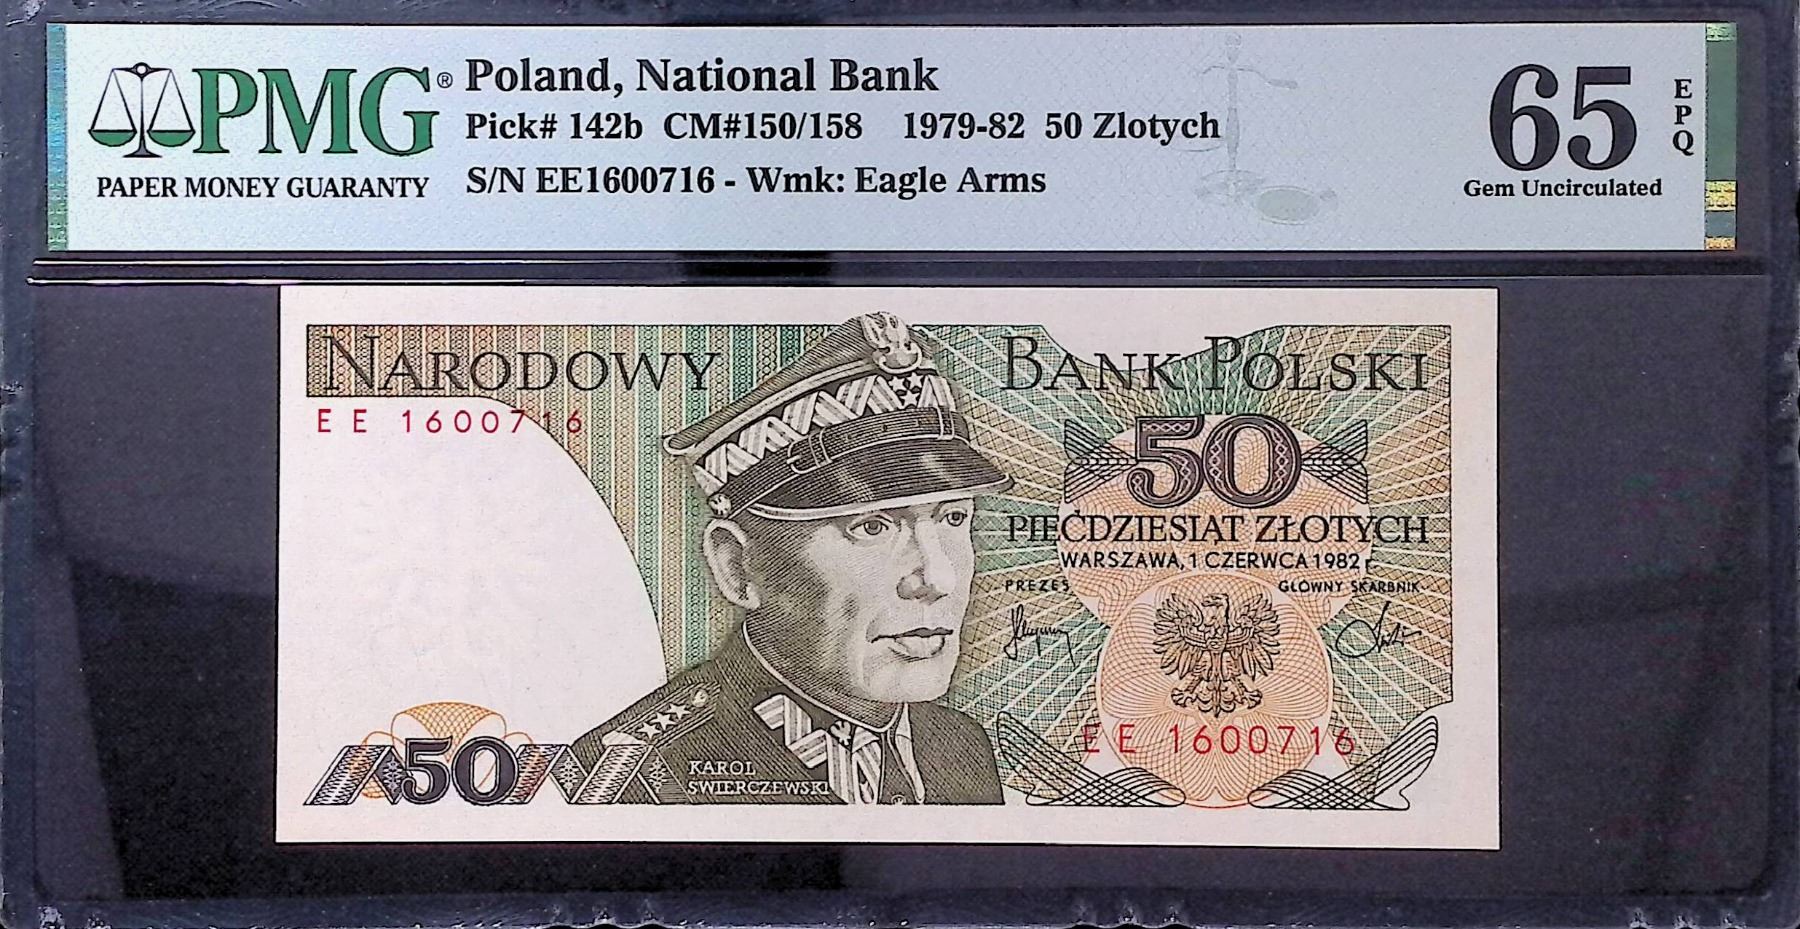 PMG® Poland, National Bank
Pick# 142b CM#150/158 1979-82 50 Zlotych
PAPER MONEY GUARANTY S/N EE1600716 - Wmk: Eagle Arms
65 EPQ
Gem Uncirculated
NARODOWY BANK POLSKI
EE 1600716
50
PIĘĆDZIESIĄT ZŁOTYCH
WARSZAWA, 1 CZERWCA 1982 r.
PREZES GŁÓWNY SKARBNIK
EE 1600716
50
KAROL
ŚWIERCZEWSKI